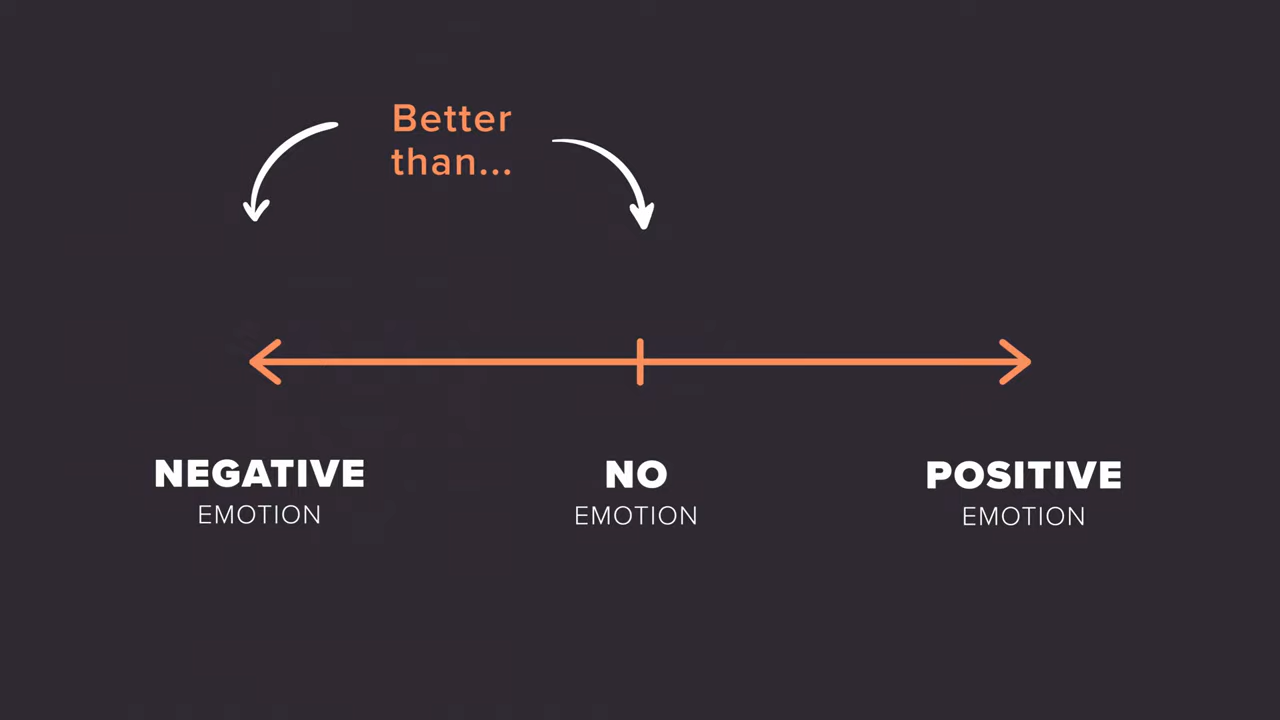 Better
than...
NEGATIVE
EMOTION
NO
EMOTION
POSITIVE
EMOTION